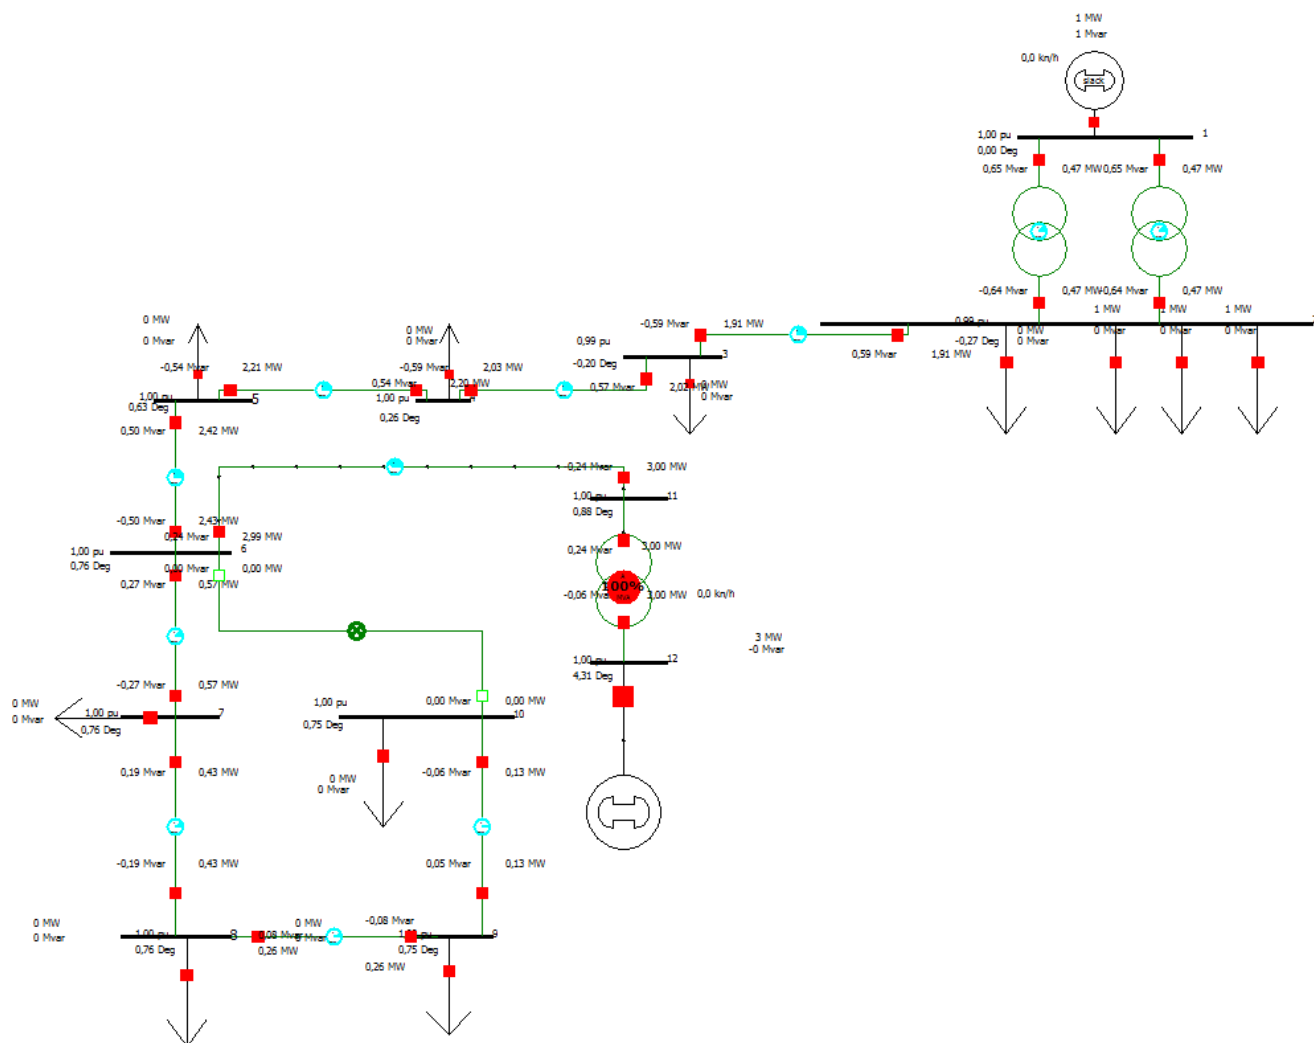 1 MW
1 Mvar
0,0 kn/h
slack
1,00 pu
1
0,00 Deg
0,65 Mvar
0,47 MW
0,65 Mvar
0,47 MW
-0,64 Mvar
0,47 MW
-0,64 Mvar
0,47 MW
0,99 pu
-0,27 Deg
0 MW
0 Mvar
1 MW
0 Mvar
1 MW
0 Mvar
1 MW
0 Mvar
-0,59 Mvar
1,91 MW
0,59 Mvar
1,91 MW
0,99 pu
3
-0,20 Deg
0,57 Mvar
0 MW
0 Mvar
0 MW
0 Mvar
-0,59 Mvar
2,03 MW
0,54 Mvar
2,20 MW
1,00 pu
0,26 Deg
0 MW
0 Mvar
-0,54 Mvar
2,21 MW
1,00 pu
5
0,63 Deg
0,50 Mvar
2,42 MW
-0,50 Mvar
2,43 MW
0,24 Mvar
2,99 MW
1,00 pu
6
0,76 Deg
0,00 Mvar
0,00 MW
0,27 Mvar
0,57 MW
-0,24 Mvar
3,00 MW
1,00 pu
11
0,88 Deg
0,24 Mvar
3,00 MW
100%
MVA
-0,06 Mvar
3,00 MW
0,0 kn/h
3 MW
-0 Mvar
1,00 pu
12
4,31 Deg
-0,27 Mvar
0,57 MW
0 MW
0 Mvar
1,00 pu
7
0,76 Deg
0,19 Mvar
0,43 MW
-0,19 Mvar
0,43 MW
0,00 Mvar
0,00 MW
1,00 pu
10
0,75 Deg
-0,06 Mvar
0,13 MW
0 MW
0 Mvar
0,05 Mvar
0,13 MW
0 MW
0 Mvar
1,00 pu
8
0,76 Deg
0,08 Mvar
0,26 MW
0 MW
0 Mvar
-0,08 Mvar
1,00 pu
9
0,75 Deg
0,26 MW